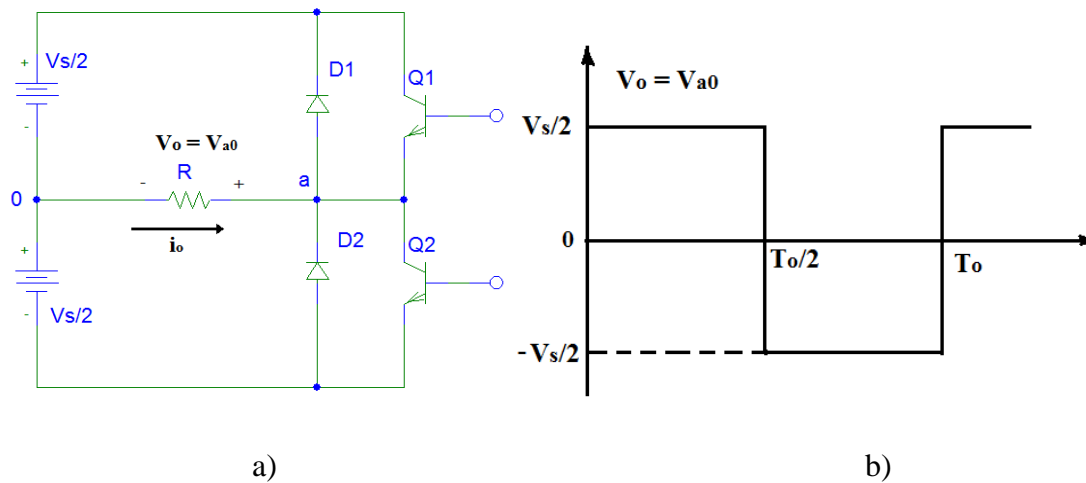 +
Vs/2
-
D1
Q1
Vo = Va0
R
- +
0
a
io
+
D2
Q2
-
Vs/2
a)
Vo = Va0
Vs/2
0
To/2
To
-Vs/2
b)